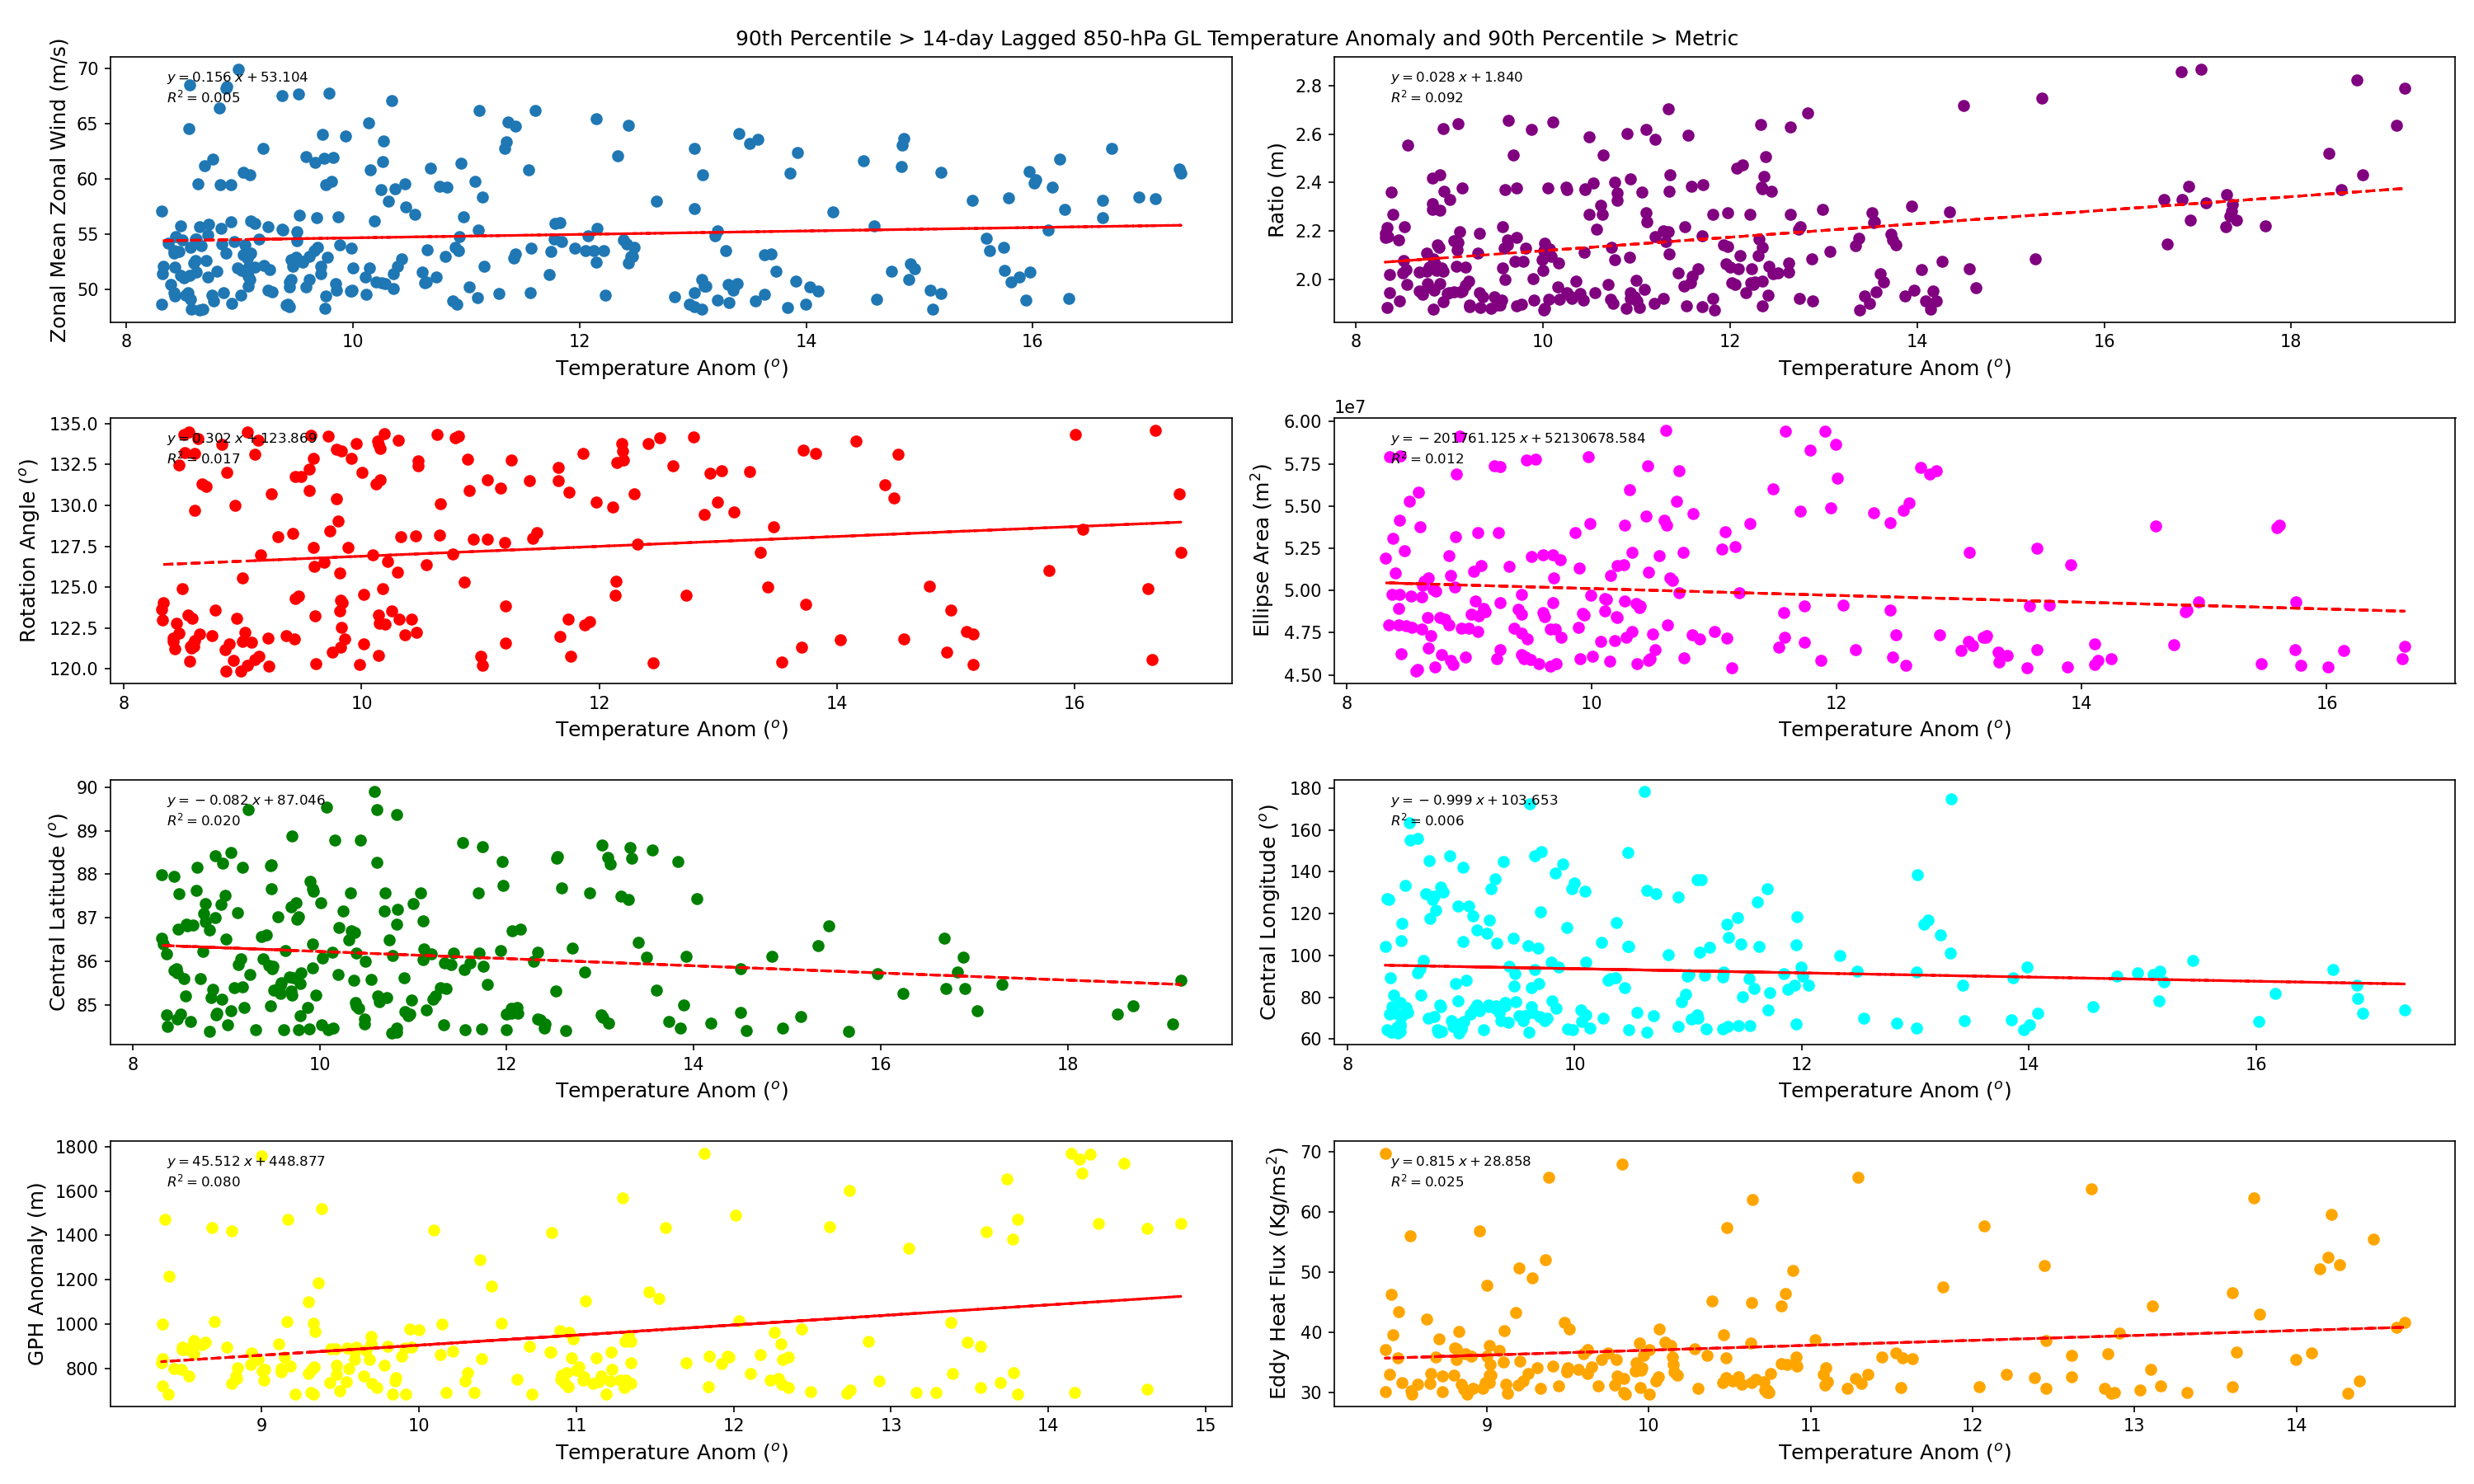 90th Percentile > 14-day Lagged 850-hPa GL Temperature Anomaly and 90th Percentile > Metric
Zonal Mean Zonal Wind (m/s)
70
65
60
55
50
y = 0.156 x + 53.104
R² = 0.005
8 10 12 14 16
Temperature Anom (°)
Ratio (m)
2.8
2.6
2.4
2.2
2.0
y = 0.028 x + 1.840
R² = 0.092
8 10 12 14 16 18
Temperature Anom (°)
Rotation Angle (°)
135.0
132.5
130.0
127.5
125.0
122.5
120.0
y = 0.302 x + 123.869
R² = 0.017
8 10 12 14 16
Temperature Anom (°)
Ellipse Area (m²)
1e7
6.00
5.75
5.50
5.25
5.00
4.75
4.50
y = −201761.125 x + 52130678.584
R² = 0.012
8 10 12 14 16
Temperature Anom (°)
Central Latitude (°)
90
89
88
87
86
85
y = −0.082 x + 87.046
R² = 0.020
8 10 12 14 16 18
Temperature Anom (°)
Central Longitude (°)
180
160
140
120
100
80
60
y = −0.999 x + 103.653
R² = 0.006
8 10 12 14 16
Temperature Anom (°)
GPH Anomaly (m)
1800
1600
1400
1200
1000
800
y = 45.512 x + 448.877
R² = 0.080
9 10 11 12 13 14 15
Temperature Anom (°)
Eddy Heat Flux (Kg/ms²)
70
60
50
40
30
y = 0.815 x + 28.858
R² = 0.025
9 10 11 12 13 14
Temperature Anom (°)